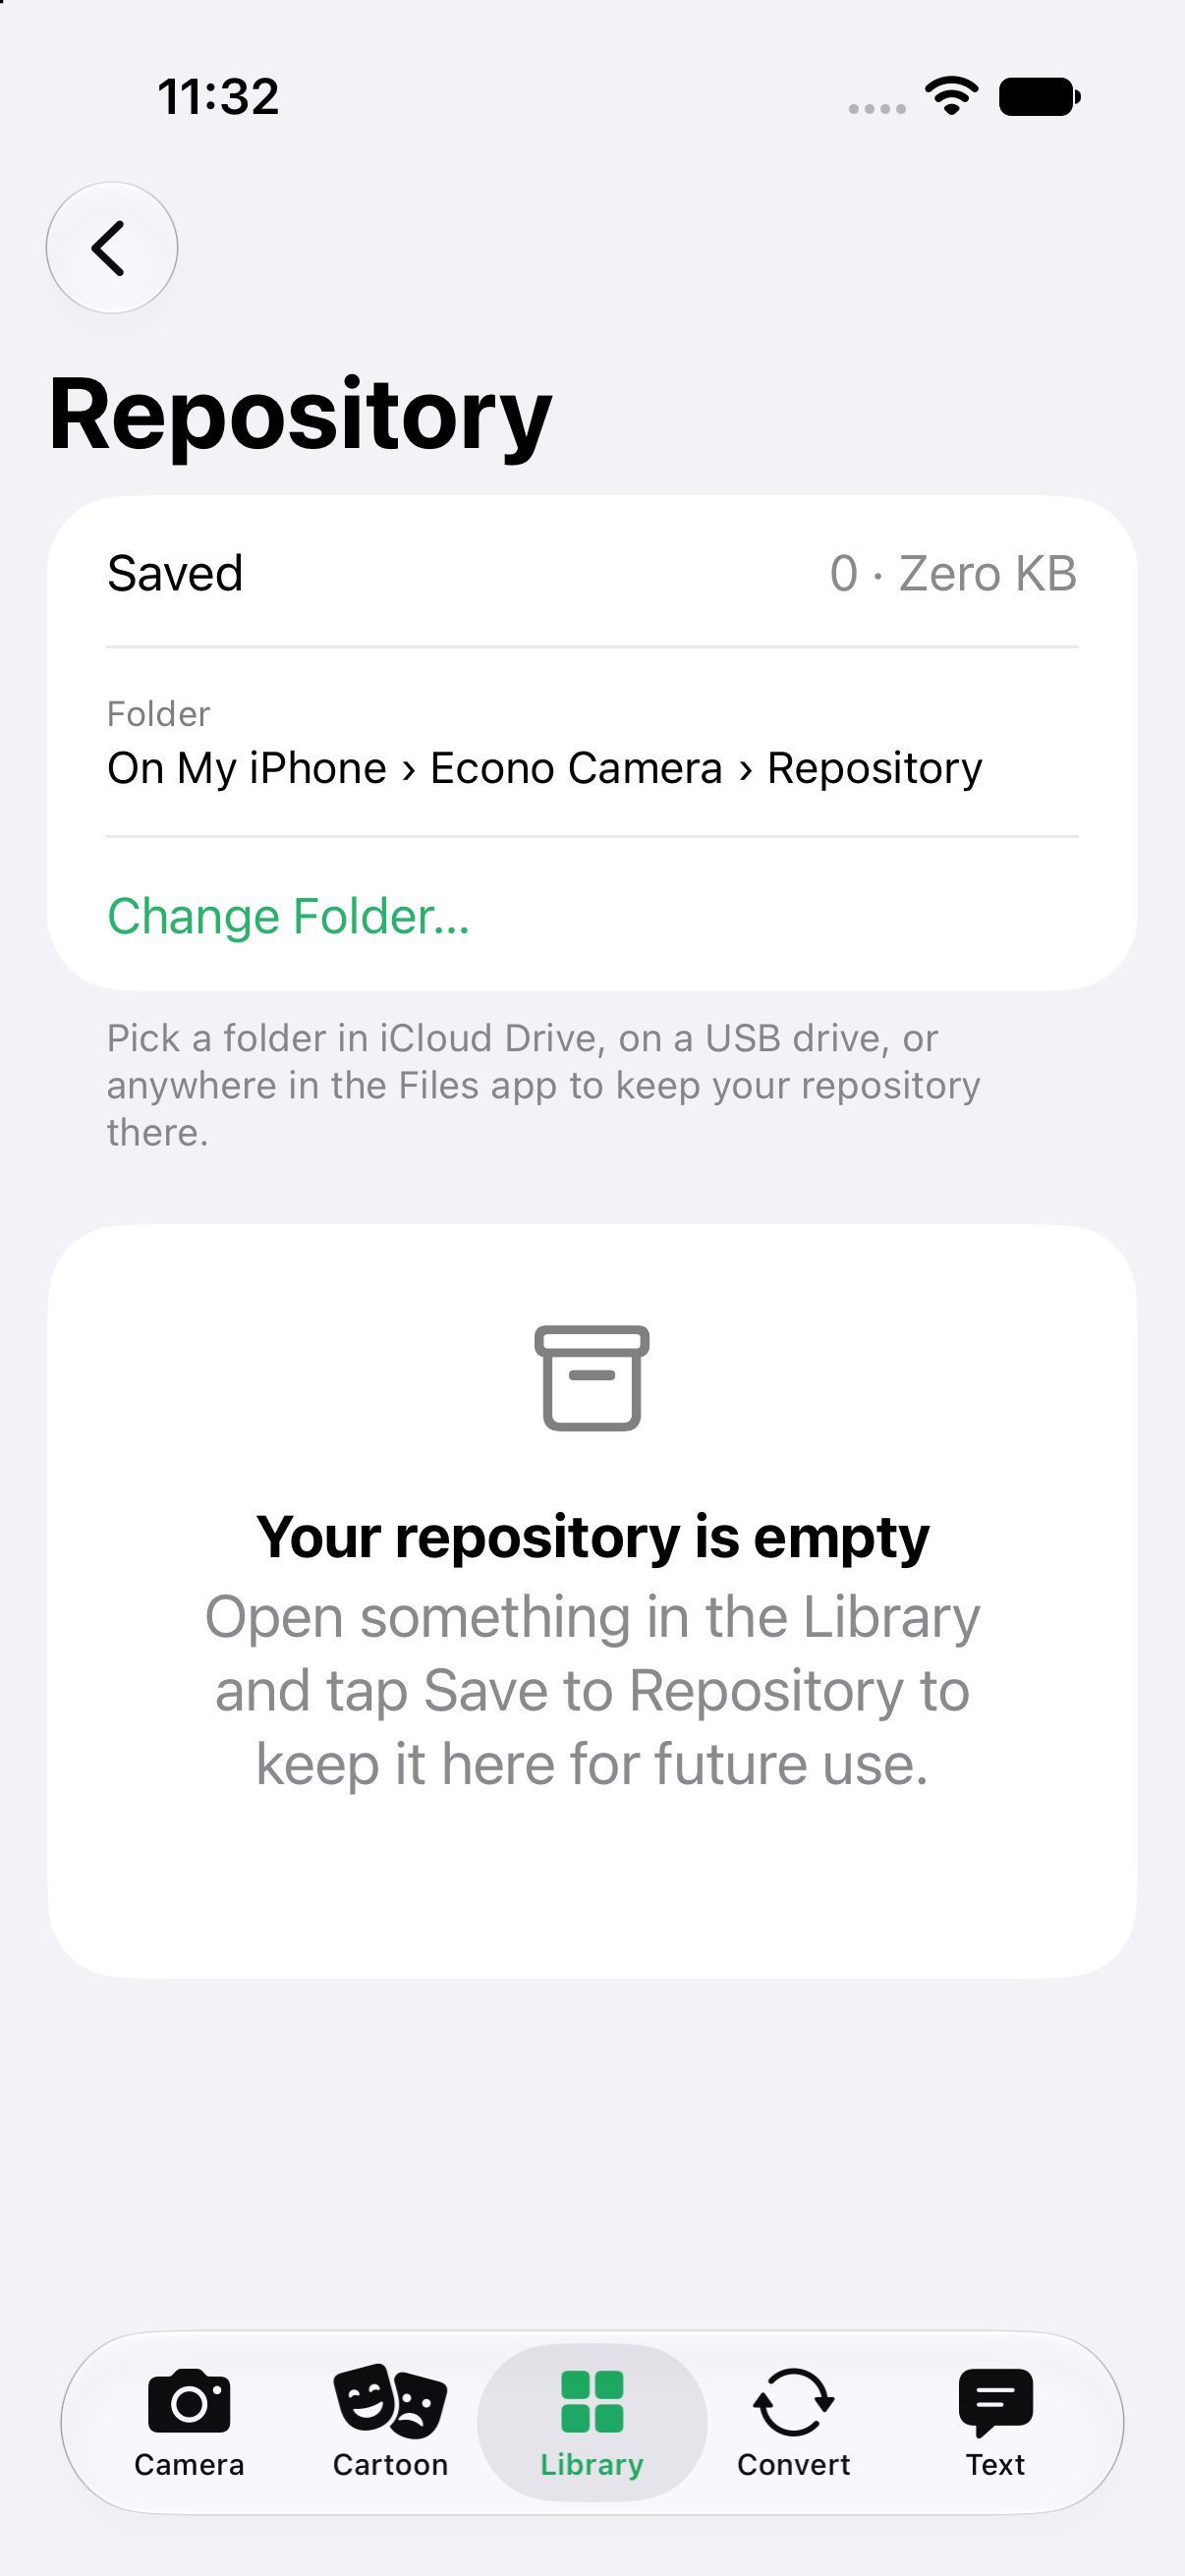 11:32
Repository
Saved
0 · Zero KB
Folder
On My iPhone › Econo Camera › Repository
Change Folder...
Pick a folder in iCloud Drive, on a USB drive, or
anywhere in the Files app to keep your repository
there.
Your repository is empty
Open something in the Library
and tap Save to Repository to
keep it here for future use.
Camera
Cartoon
Library
Convert
Text